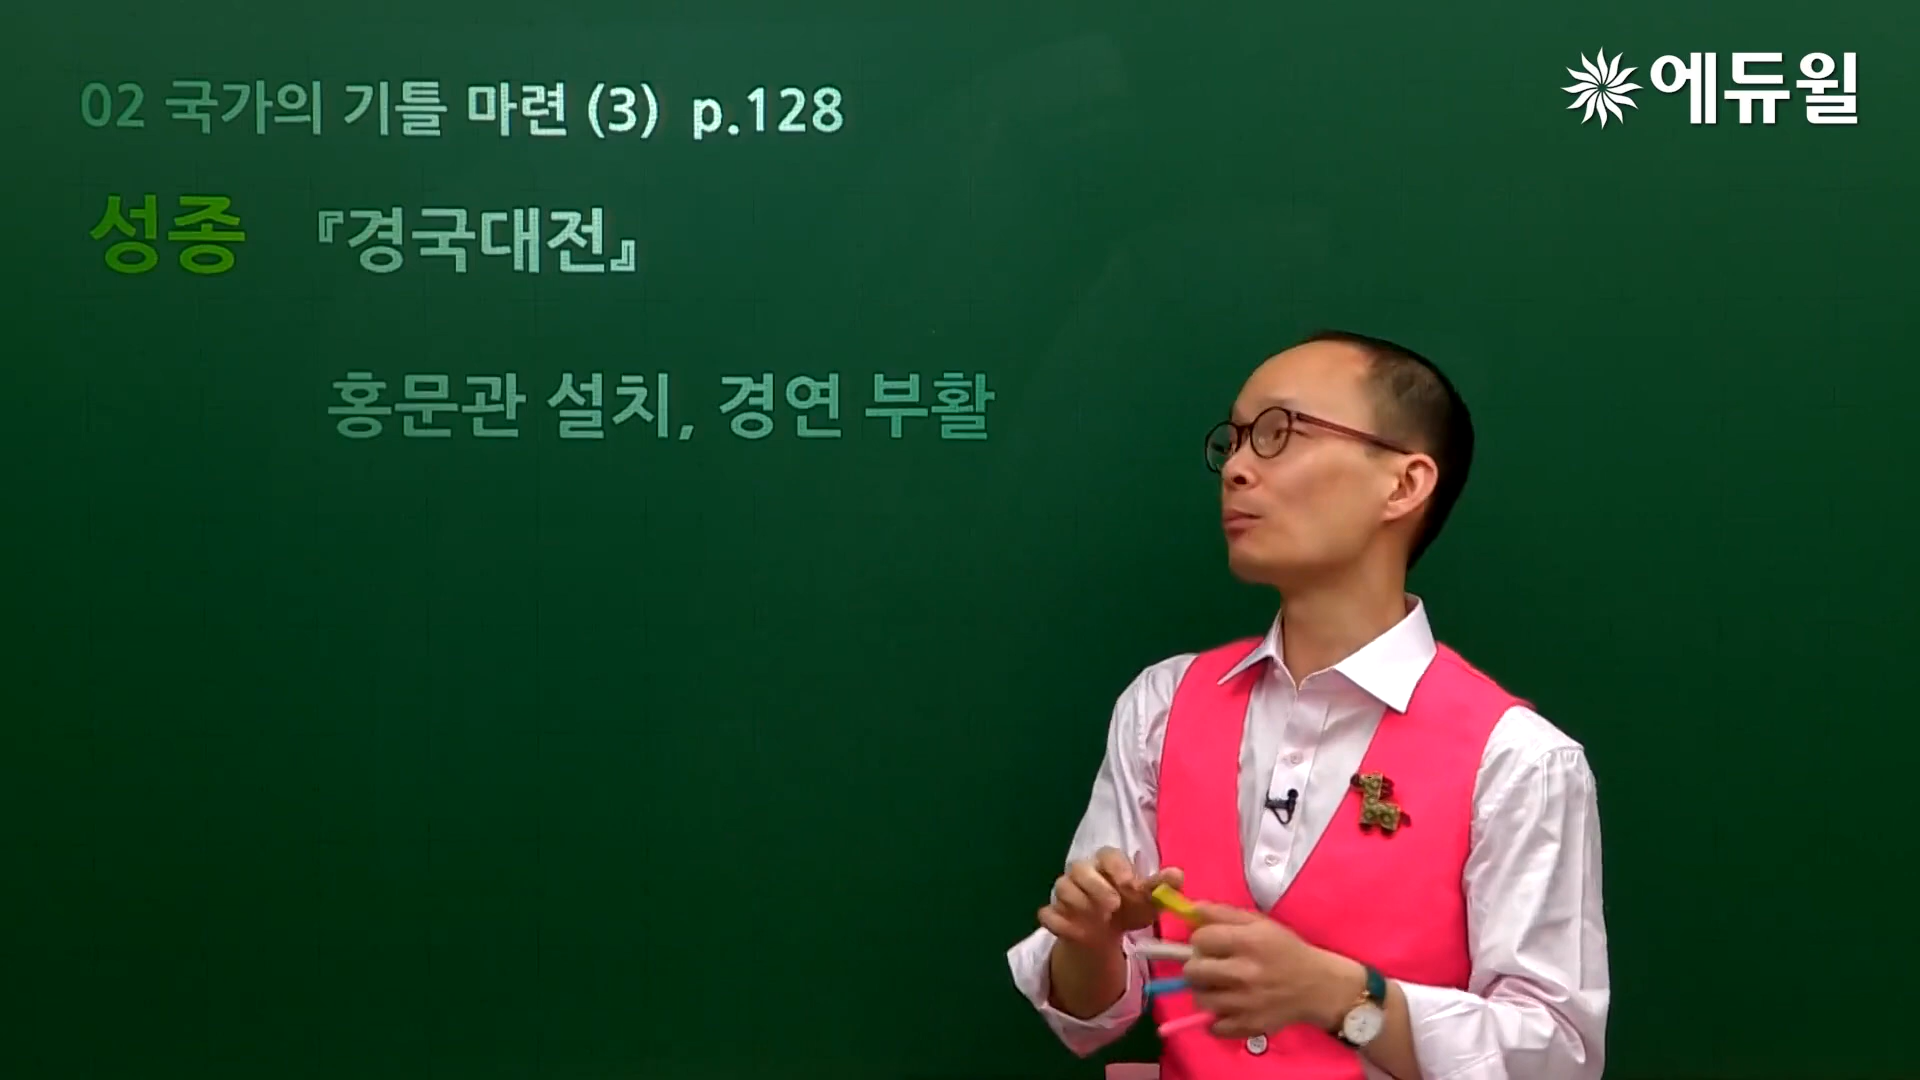 02 국가의 기틀 마련 (3) p.128
에듀윌
성종 『경국대전』
홍문관 설치, 경연 부활